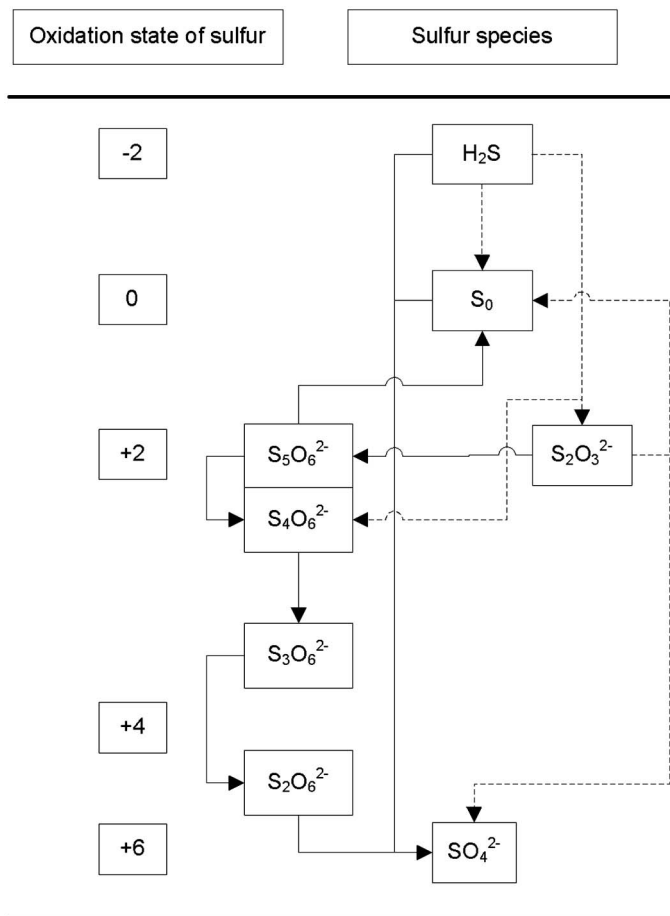 Oxidation state of sulfur
Sulfur species
-2
H₂S
0
S₀
+2
S₅O₆²⁻
S₂O₃²⁻
S₄O₆²⁻
S₃O₆²⁻
+4
S₂O₆²⁻
+6
SO₄²⁻